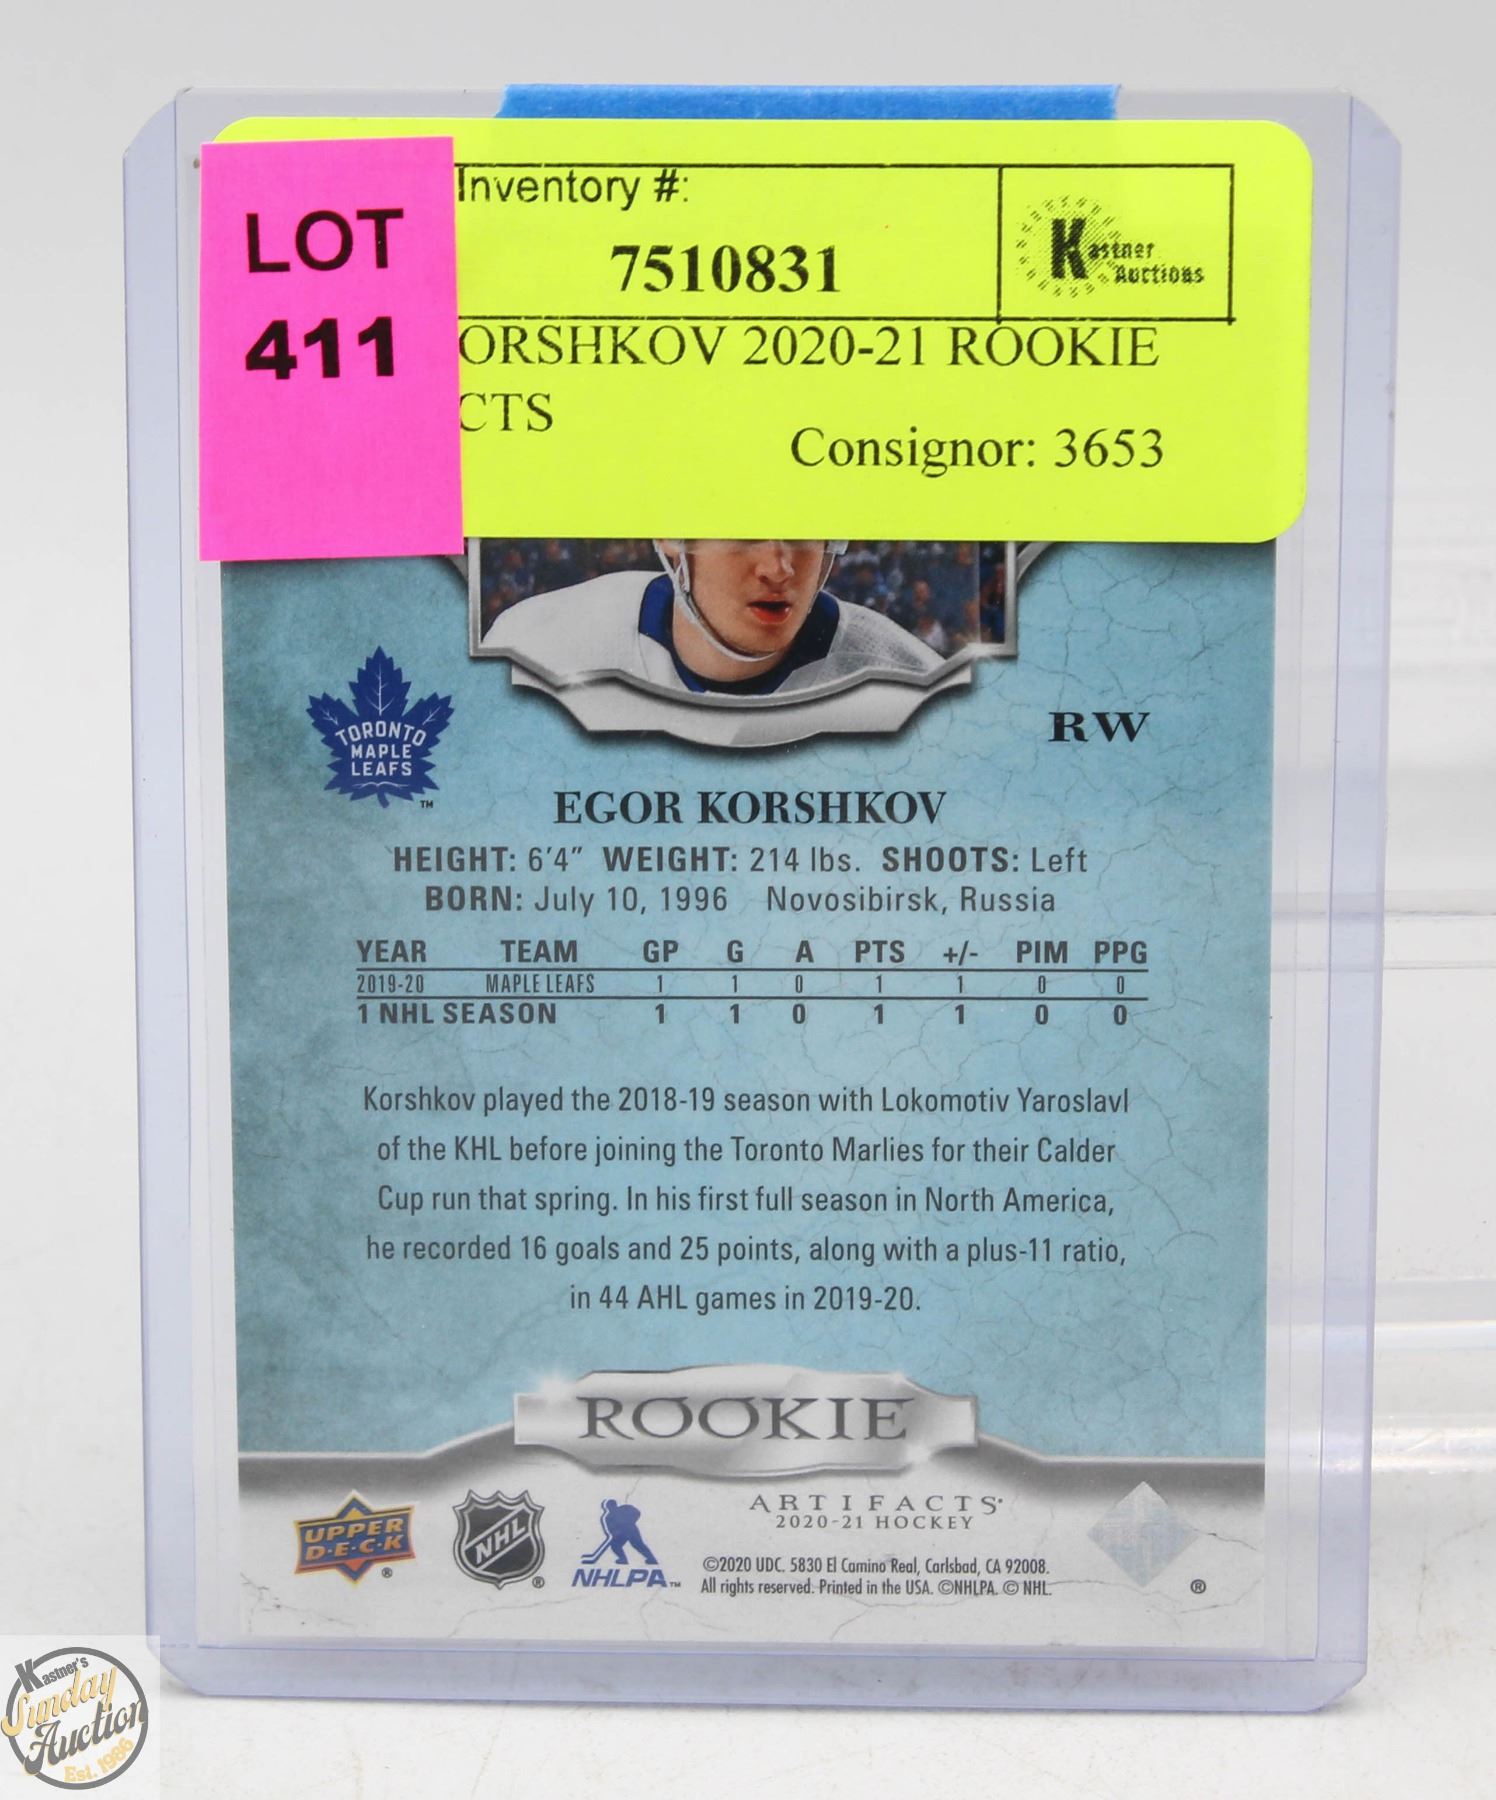 LOT
411
Inventory #:
7510831
Kastner
Auctions
ORSHKOV 2020-21 ROOKIE
CTS
Consignor: 3653
TORONTO
MAPLE
LEAFS
™
RW
EGOR KORSHKOV
HEIGHT: 6'4" WEIGHT: 214 lbs. SHOOTS: Left
BORN: July 10, 1996 Novosibirsk, Russia
YEAR TEAM GP G A PTS +/- PIM PPG
2019-20 MAPLE LEAFS 1 1 0 1 1 0 0
1 NHL SEASON 1 1 0 1 1 0 0
Korshkov played the 2018-19 season with Lokomotiv Yaroslavl
of the KHL before joining the Toronto Marlies for their Calder
Cup run that spring. In his first full season in North America,
he recorded 16 goals and 25 points, along with a plus-11 ratio,
in 44 AHL games in 2019-20.
ROOKIE
UPPER
D·E·C·K
®
NHL
®
NHLPA™
ARTIFACTS®
2020-21 HOCKEY
©2020 UDC. 5830 El Camino Real, Carlsbad, CA 92008.
All rights reserved. Printed in the USA. ©NHLPA. © NHL.
®
Kastner's
Sunday
Auction
Est. 1986